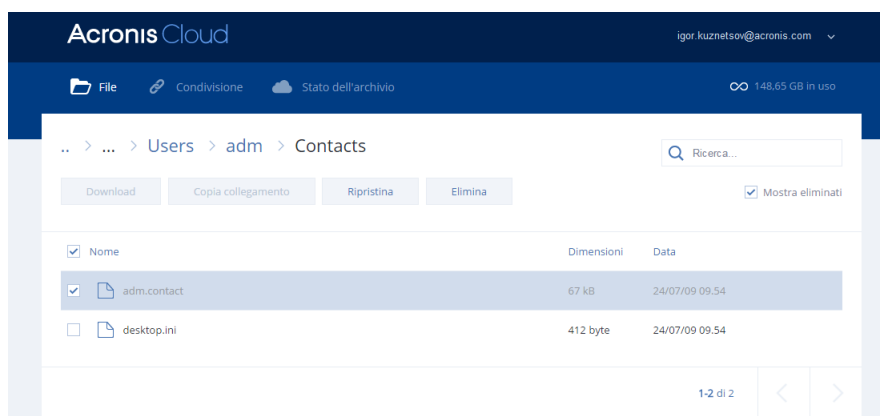 Acronis Cloud
igor.kuznetsov@acronis.com
File Condivisione Stato dell'archivio
148,65 GB in uso
.. > ... > Users > adm > Contacts
Ricerca...
Download Copia collegamento Ripristina Elimina
Mostra eliminati
Nome Dimensioni Data
adm.contact 67 kB 24/07/09 09.54
desktop.ini 412 byte 24/07/09 09.54
1-2 di 2